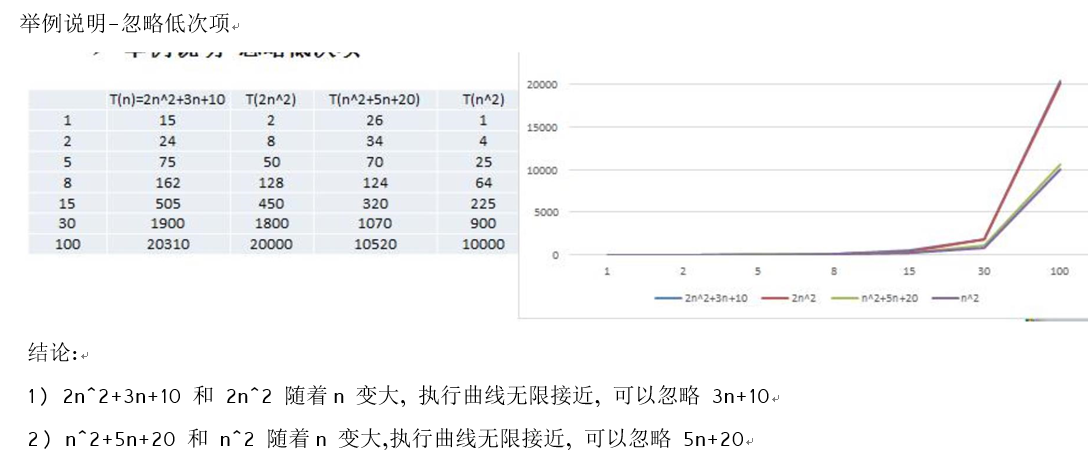 举例说明-忽略低次项
T(n)=2n^2+3n+10 T(2n^2) T(n^2+5n+20) T(n^2)
1 15 2 26 1
2 24 8 34 4
5 75 50 70 25
8 162 128 124 64
15 505 450 320 225
30 1900 1800 1070 900
100 20310 20000 10520 10000
20000
15000
10000
5000
0
1 2 5 8 15 30 100
2n^2+3n+10 2n^2 n^2+5n+20 n^2
结论:
1) 2n^2+3n+10 和 2n^2 随着n 变大, 执行曲线无限接近, 可以忽略 3n+10
2) n^2+5n+20 和 n^2 随着n 变大,执行曲线无限接近, 可以忽略 5n+20